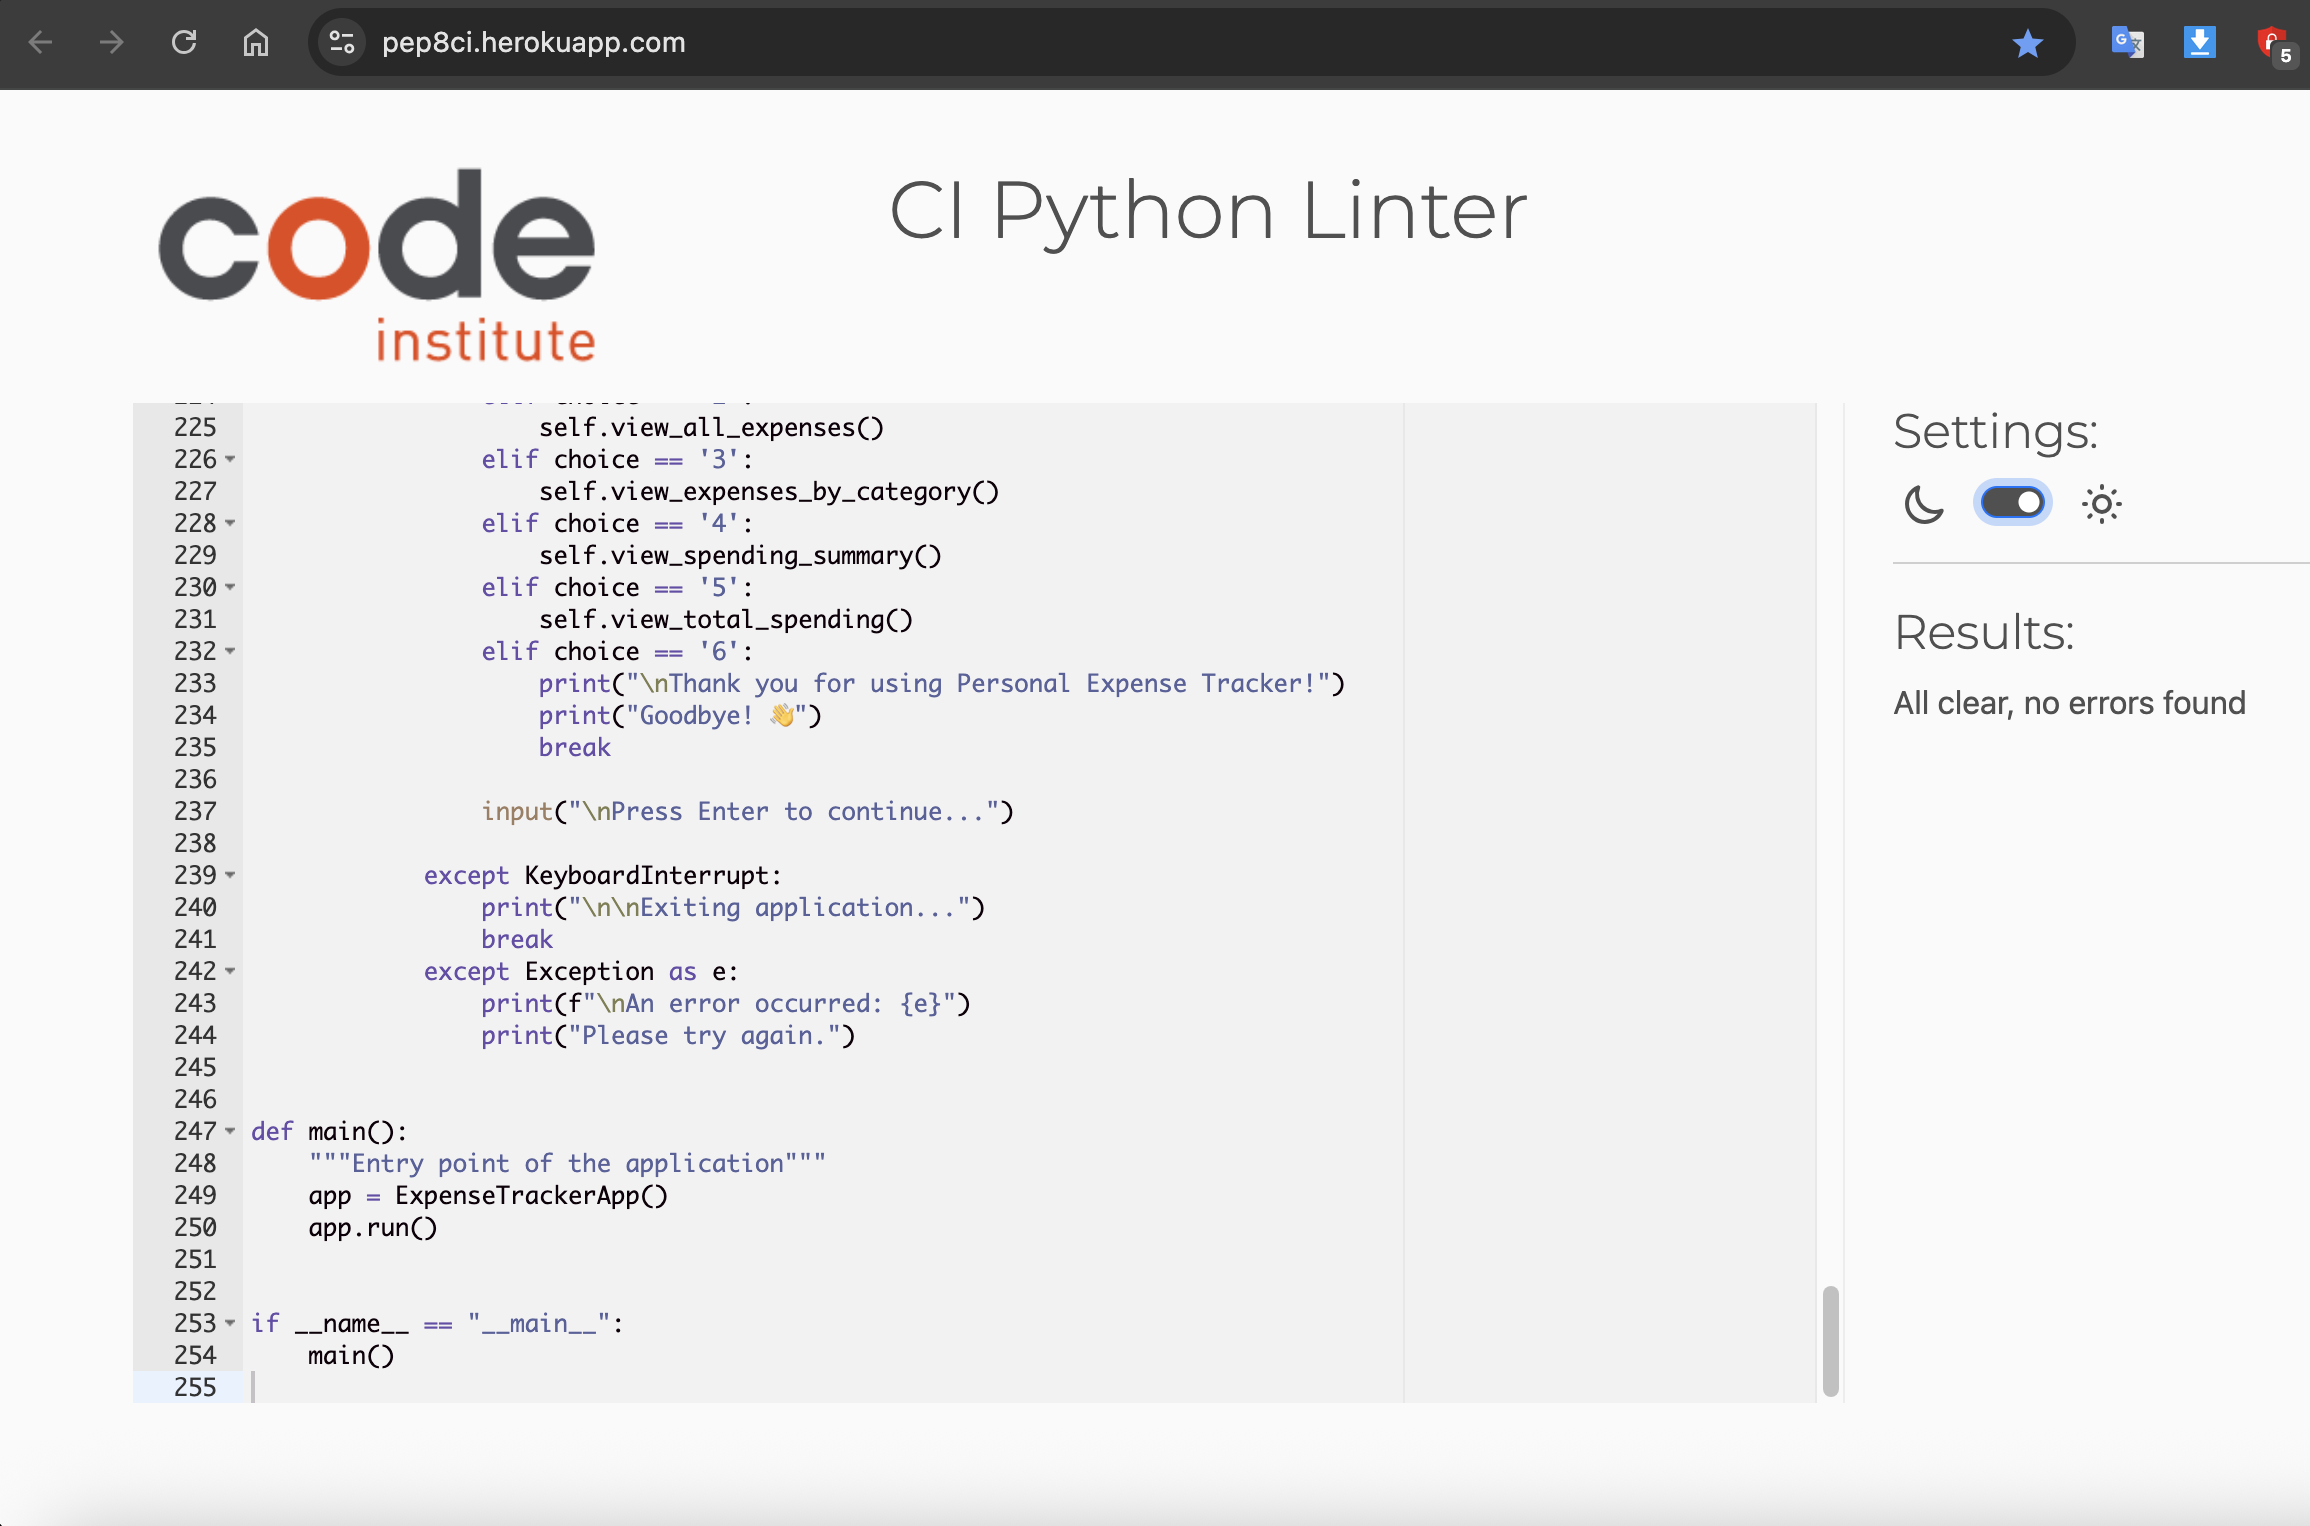 pep8ci.herokuapp.com
5
code
institute
CI Python Linter
225 self.view_all_expenses()
226 elif choice == '3':
227 self.view_expenses_by_category()
228 elif choice == '4':
229 self.view_spending_summary()
230 elif choice == '5':
231 self.view_total_spending()
232 elif choice == '6':
233 print("\nThank you for using Personal Expense Tracker!")
234 print("Goodbye! 👋")
235 break
236
237 input("\nPress Enter to continue...")
238
239 except KeyboardInterrupt:
240 print("\n\nExiting application...")
241 break
242 except Exception as e:
243 print(f"\nAn error occurred: {e}")
244 print("Please try again.")
245
246
247 def main():
248 """Entry point of the application"""
249 app = ExpenseTrackerApp()
250 app.run()
251
252
253 if __name__ == "__main__":
254 main()
255
Settings:
Results:
All clear, no errors found